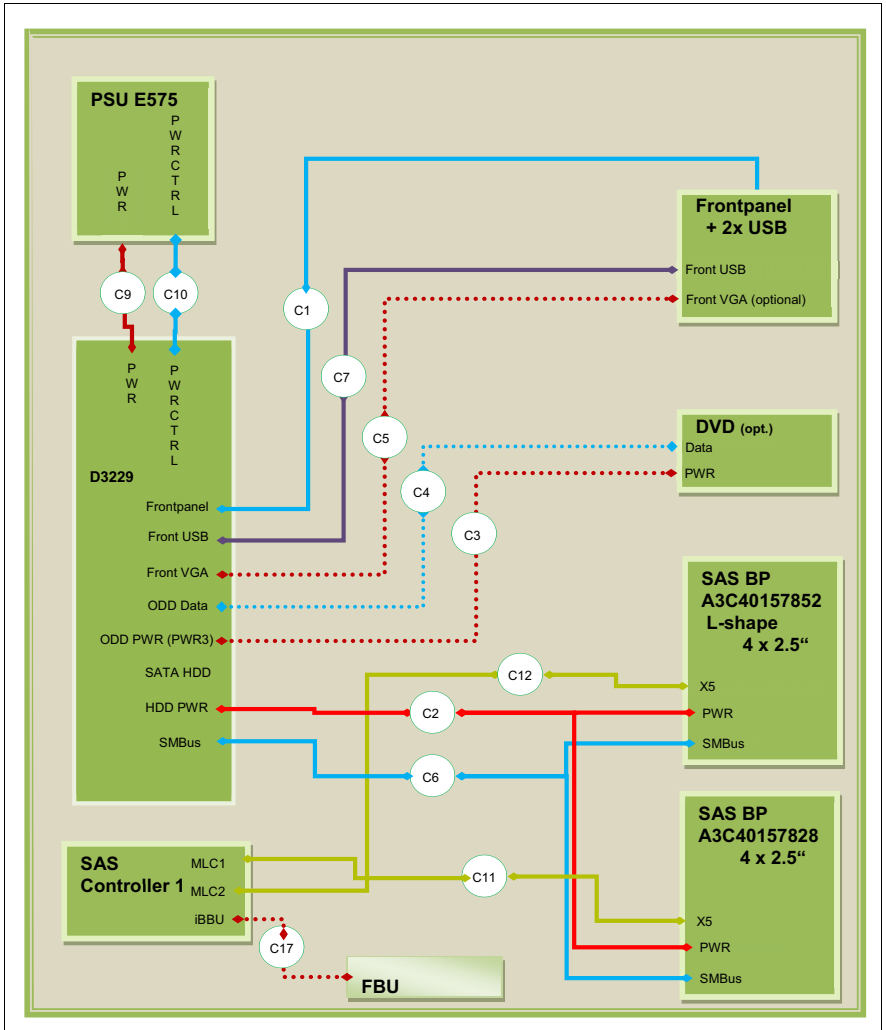 PSU E575
PWR
PWRCTRL
C9
C10
PWR
PWRCTRL
D3229
Frontpanel
Front USB
Front VGA
ODD Data
ODD PWR (PWR3)
SATA HDD
HDD PWR
SMBus
C1
C7
C5
C4
C3
C12
C2
C6
C11
C17
Frontpanel
+ 2x USB
Front USB
Front VGA (optional)
DVD (opt.)
Data
PWR
SAS BP
A3C40157852
L-shape
4 x 2.5“
X5
PWR
SMBus
SAS BP
A3C40157828
4 x 2.5“
X5
PWR
SMBus
SAS
Controller 1
MLC1
MLC2
iBBU
FBU